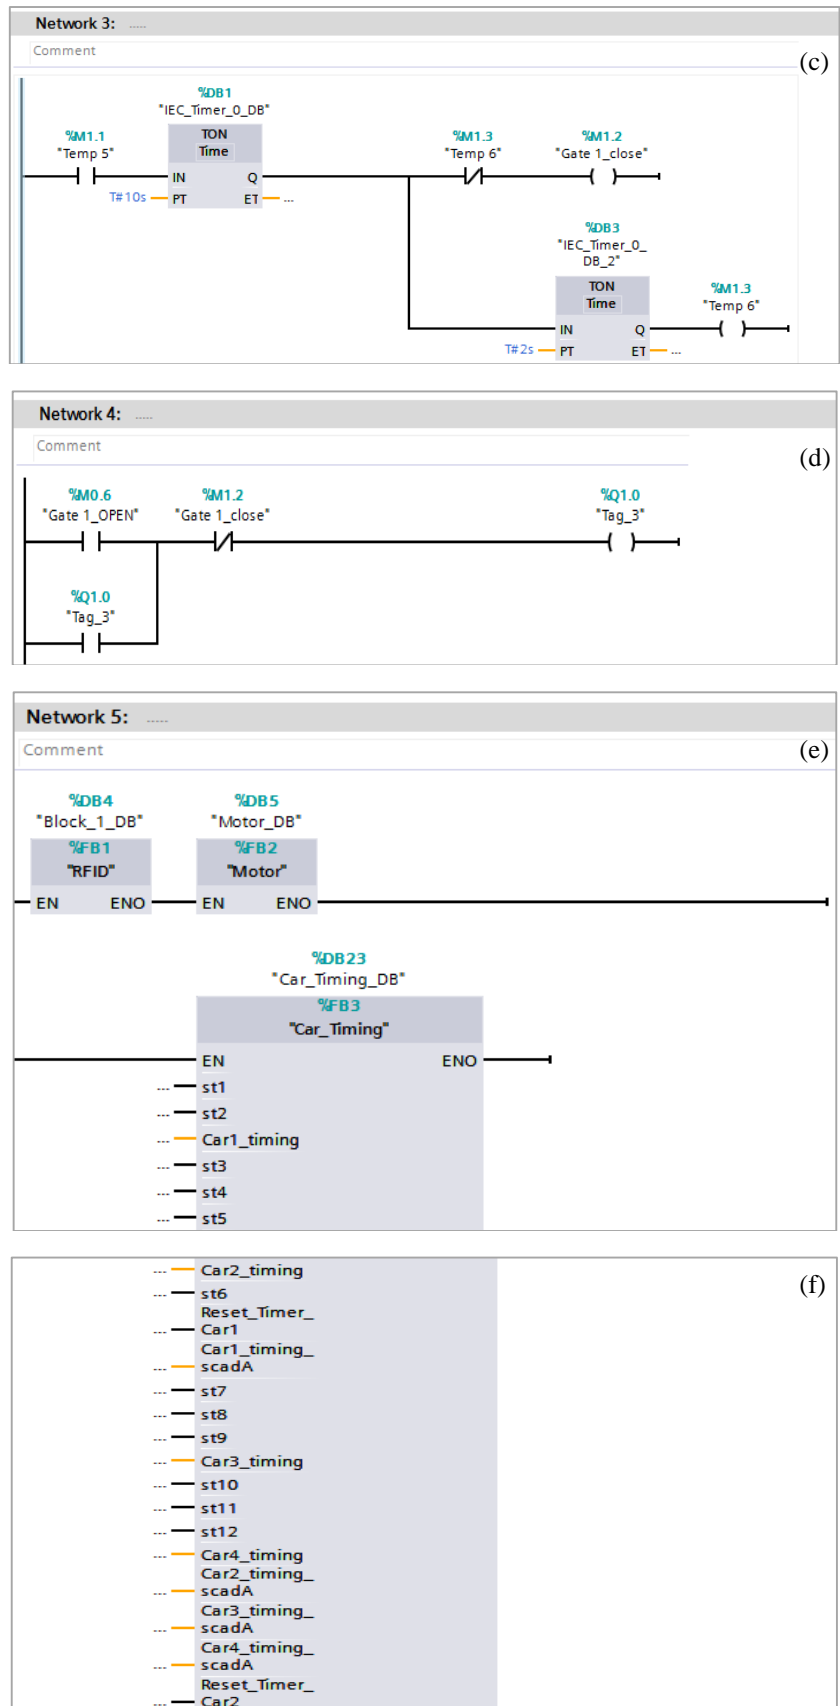 Network 3: .....
Comment
(c)
%DB1
"IEC_Timer_0_DB"
%M1.1
"Temp 5"
TON
Time
%M1.3
"Temp 6"
%M1.2
"Gate 1_close"
IN Q
T#10s PT ET ...
%DB3
"IEC_Timer_0_
DB_2"
TON
Time
%M1.3
"Temp 6"
IN Q
T#2s PT ET ...
Network 4: .....
Comment
(d)
%M0.6
"Gate 1_OPEN"
%M1.2
"Gate 1_close"
%Q1.0
"Tag_3"
%Q1.0
"Tag_3"
Network 5: .....
Comment
(e)
%DB4
"Block_1_DB"
%DB5
"Motor_DB"
%FB1
"RFID"
%FB2
"Motor"
EN ENO EN ENO
%DB23
"Car_Timing_DB"
%FB3
"Car_Timing"
EN ENO
... st1
... st2
... Car1_timing
... st3
... st4
... st5
(f)
... Car2_timing
... st6
Reset_Timer_
... Car1
Car1_timing_
... scadA
... st7
... st8
... st9
... Car3_timing
... st10
... st11
... st12
... Car4_timing
Car2_timing_
... scadA
Car3_timing_
... scadA
Car4_timing_
... scadA
Reset_Timer_
... Car2